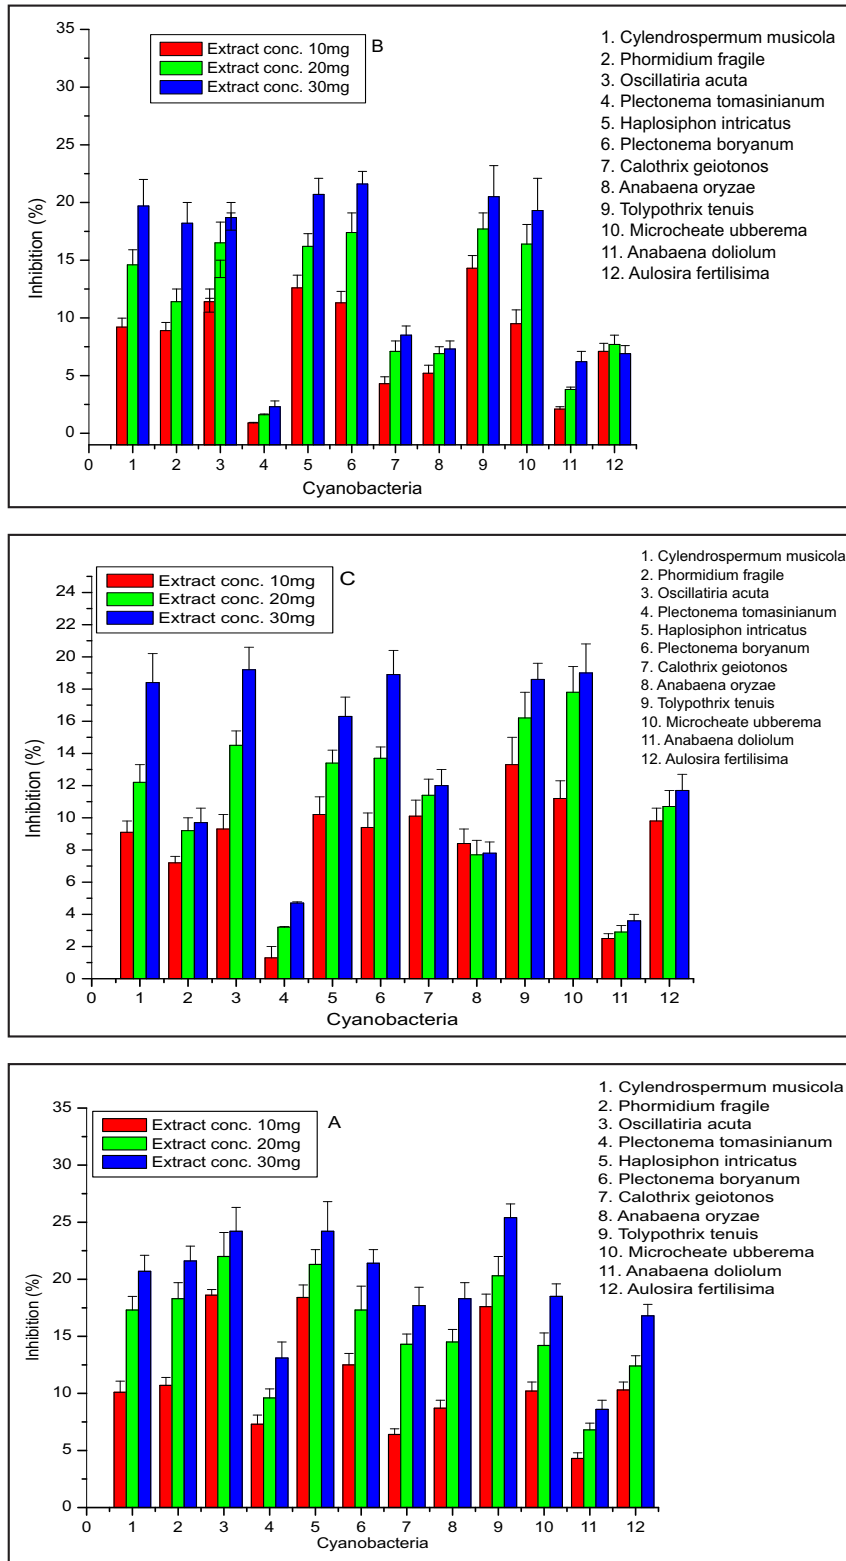 35
30
25
20
15
10
5
0
Inhibition (%)
Extract conc. 10mg
Extract conc. 20mg
Extract conc. 30mg
B
1. Cylendrospermum musicola
2. Phormidium fragile
3. Oscillatiria acuta
4. Plectonema tomasinianum
5. Haplosiphon intricatus
6. Plectonema boryanum
7. Calothrix geiotonos
8. Anabaena oryzae
9. Tolypothrix tenuis
10. Microcheate ubberema
11. Anabaena doliolum
12. Aulosira fertilisima
0 1 2 3 4 5 6 7 8 9 10 11 12
Cyanobacteria
24
22
20
18
16
14
12
10
8
6
4
2
0
Inhibition (%)
Extract conc. 10mg
Extract conc. 20mg
Extract conc. 30mg
C
1. Cylendrospermum musicola
2. Phormidium fragile
3. Oscillatiria acuta
4. Plectonema tomasinianum
5. Haplosiphon intricatus
6. Plectonema boryanum
7. Calothrix geiotonos
8. Anabaena oryzae
9. Tolypothrix tenuis
10. Microcheate ubberema
11. Anabaena doliolum
12. Aulosira fertilisima
0 1 2 3 4 5 6 7 8 9 10 11 12
Cyanobacteria
35
30
25
20
15
10
5
0
Inhibition (%)
Extract conc. 10mg
Extract conc. 20mg
Extract conc. 30mg
A
1. Cylendrospermum musicola
2. Phormidium fragile
3. Oscillatiria acuta
4. Plectonema tomasinianum
5. Haplosiphon intricatus
6. Plectonema boryanum
7. Calothrix geiotonos
8. Anabaena oryzae
9. Tolypothrix tenuis
10. Microcheate ubberema
11. Anabaena doliolum
12. Aulosira fertilisima
0 1 2 3 4 5 6 7 8 9 10 11 12
Cyanobacteria